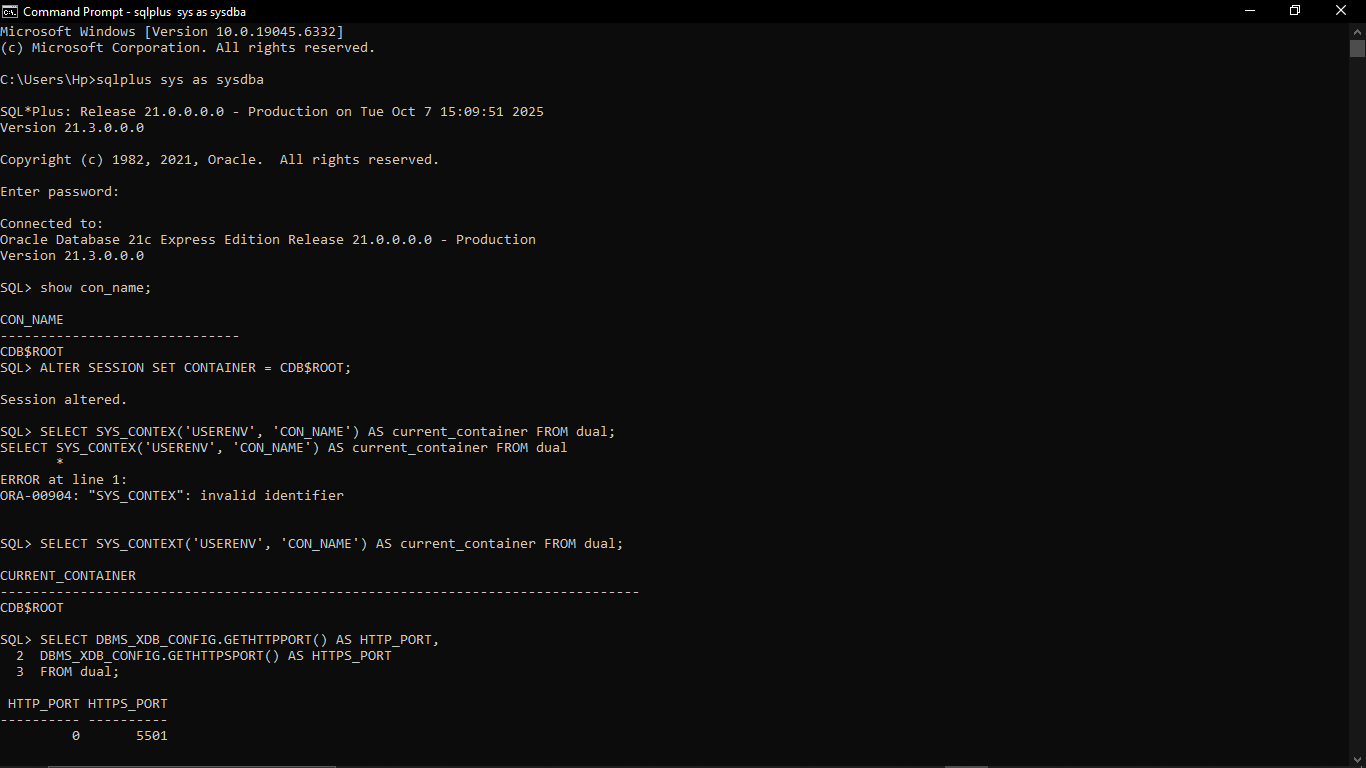 Command Prompt - sqlplus  sys as sysdba
Microsoft Windows [Version 10.0.19045.6332]
(c) Microsoft Corporation. All rights reserved.
C:\Users\Hp>sqlplus sys as sysdba
SQL*Plus: Release 21.0.0.0.0 - Production on Tue Oct 7 15:09:51 2025
Version 21.3.0.0.0
Copyright (c) 1982, 2021, Oracle.  All rights reserved.
Enter password:
Connected to:
Oracle Database 21c Express Edition Release 21.0.0.0.0 - Production
Version 21.3.0.0.0
SQL> show con_name;
CON_NAME
------------------------------
CDB$ROOT
SQL> ALTER SESSION SET CONTAINER = CDB$ROOT;
Session altered.
SQL> SELECT SYS_CONTEX('USERENV', 'CON_NAME') AS current_container FROM dual;
SELECT SYS_CONTEX('USERENV', 'CON_NAME') AS current_container FROM dual
       *
ERROR at line 1:
ORA-00904: "SYS_CONTEX": invalid identifier
SQL> SELECT SYS_CONTEXT('USERENV', 'CON_NAME') AS current_container FROM dual;
CURRENT_CONTAINER
--------------------------------------------------------------------------------
CDB$ROOT
SQL> SELECT DBMS_XDB_CONFIG.GETHTTPPORT() AS HTTP_PORT,
  2  DBMS_XDB_CONFIG.GETHTTPSPORT() AS HTTPS_PORT
  3  FROM dual;
 HTTP_PORT HTTPS_PORT
---------- ----------
         0       5501